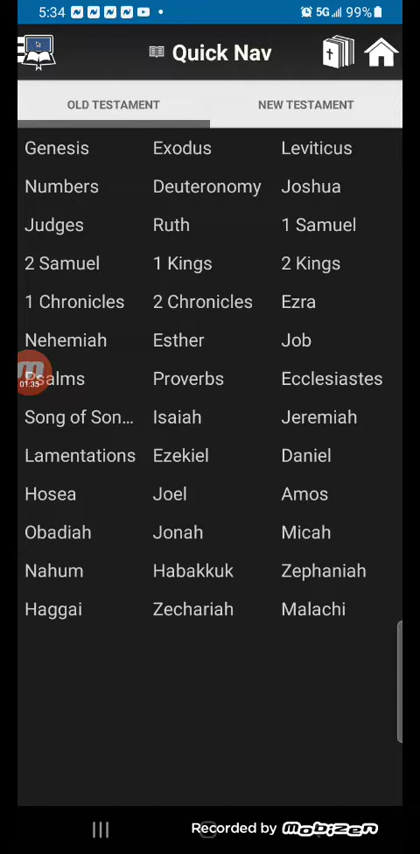 5:34 5G 99%
Quick Nav
OLD TESTAMENT NEW TESTAMENT
Genesis Exodus Leviticus
Numbers Deuteronomy Joshua
Judges Ruth 1 Samuel
2 Samuel 1 Kings 2 Kings
1 Chronicles 2 Chronicles Ezra
Nehemiah Esther Job
Psalms Proverbs Ecclesiastes
01:35
Song of Son... Isaiah Jeremiah
Lamentations Ezekiel Daniel
Hosea Joel Amos
Obadiah Jonah Micah
Nahum Habakkuk Zephaniah
Haggai Zechariah Malachi
Recorded by mobizen